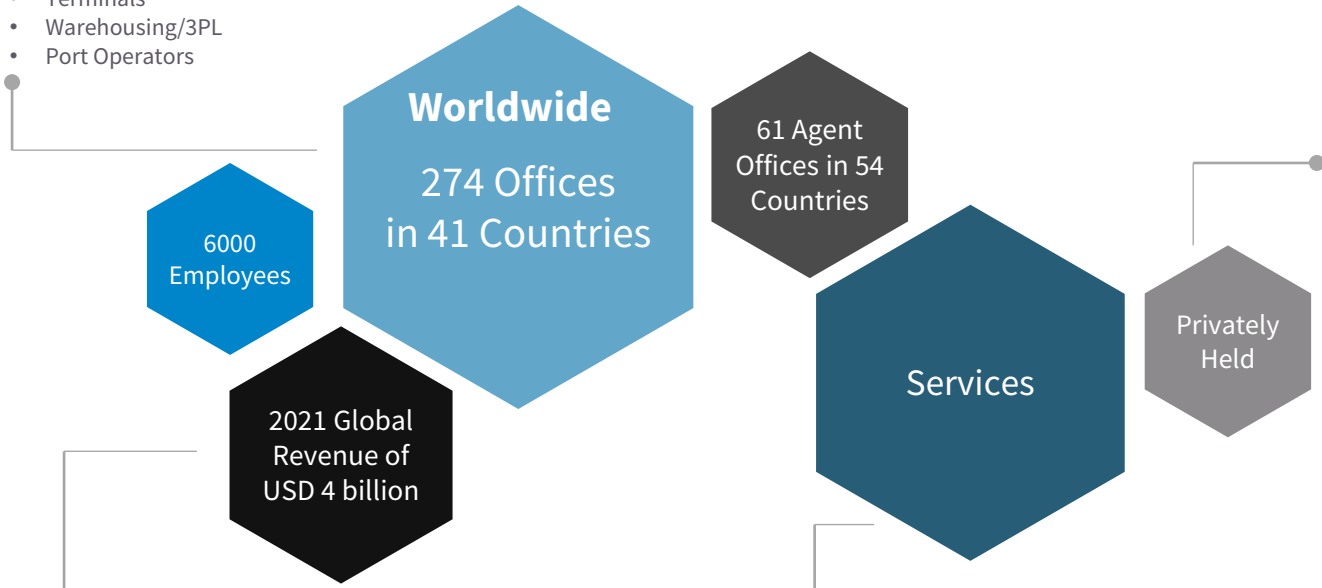 • Terminals
• Warehousing/3PL
• Port Operators
Worldwide
274 Offices
in 41 Countries
61 Agent
Offices in 54
Countries
6000
Employees
Privately
Held
Services
2021 Global
Revenue of
USD 4 billion